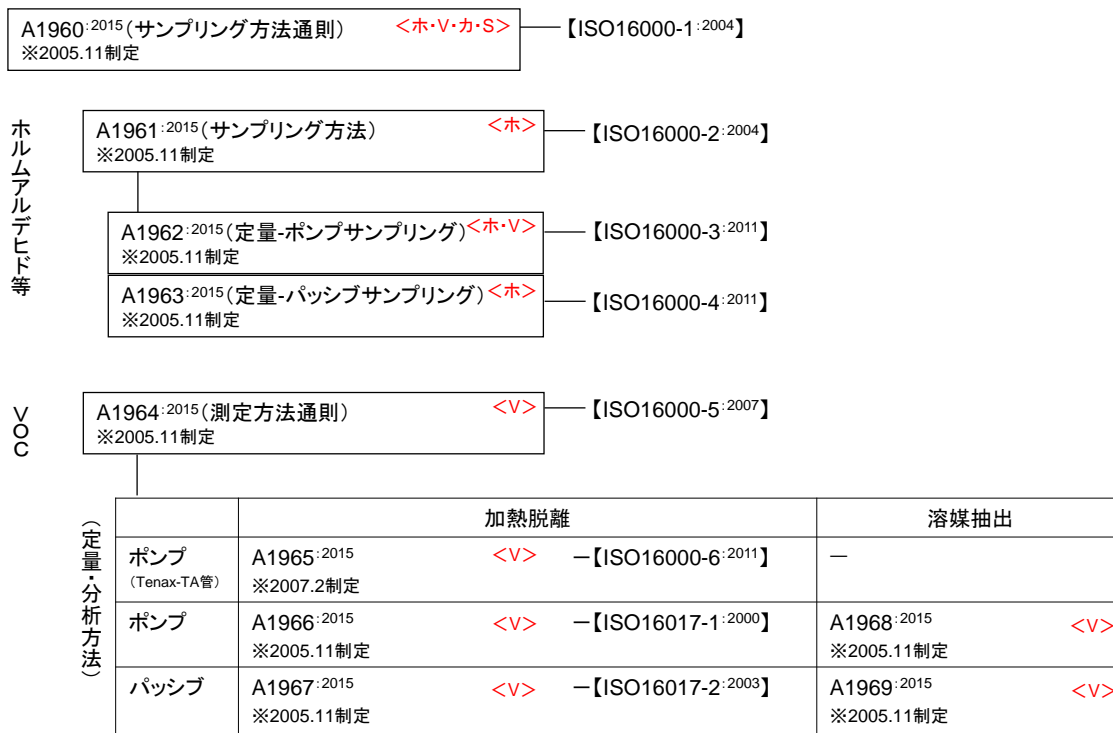 A1960:2015(サンプリング方法通則) <ホ・V・カ・S> 【ISO16000-1:2004】
※2005.11制定
ホルムアルデヒド等
A1961:2015(サンプリング方法) <ホ> 【ISO16000-2:2004】
※2005.11制定
A1962:2015(定量-ポンプサンプリング) <ホ・V> 【ISO16000-3:2011】
※2005.11制定
A1963:2015(定量-パッシブサンプリング) <ホ> 【ISO16000-4:2011】
※2005.11制定
VOC
A1964:2015(測定方法通則) <V> 【ISO16000-5:2007】
※2005.11制定
(定量・分析方法)
加熱脱離 溶媒抽出
ポンプ A1965:2015 <V> -【ISO16000-6:2011】 -
(Tenax-TA管) ※2007.2制定
ポンプ A1966:2015 <V> -【ISO16017-1:2000】 A1968:2015 <V>
※2005.11制定 ※2005.11制定
パッシブ A1967:2015 <V> -【ISO16017-2:2003】 A1969:2015 <V>
※2005.11制定 ※2005.11制定